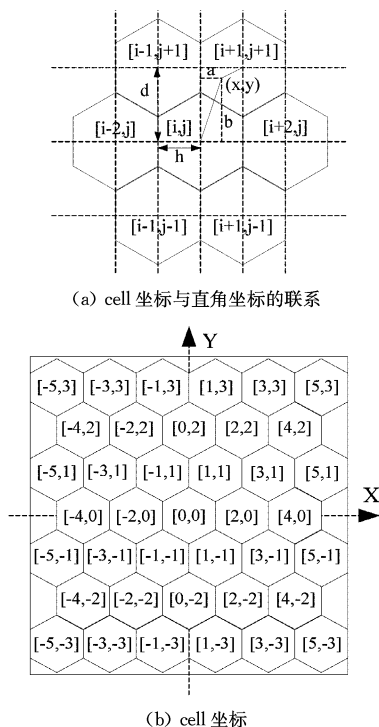 [i-1,j+1] [i+1,j+1]
a
d (x,y)
[i-2,j] [i,j] b [i+2,j]
h
[i-1,j-1] [i+1,j-1]
(a) cell 坐标与直角坐标的联系
Y
[-5,3] [-3,3] [-1,3] [1,3] [3,3] [5,3]
[-4,2] [-2,2] [0,2] [2,2] [4,2]
[-5,1] [-3,1] [-1,1] [1,1] [3,1] [5,1]
X
[-4,0] [-2,0] [0,0] [2,0] [4,0]
[-5,-1] [-3,-1] [-1,-1] [1,-1] [3,-1] [5,-1]
[-4,-2] [-2,-2] [0,-2] [2,-2] [4,-2]
[-5,-3] [-3,-3] [-1,-3] [1,-3] [3,-3] [5,-3]
(b) cell 坐标